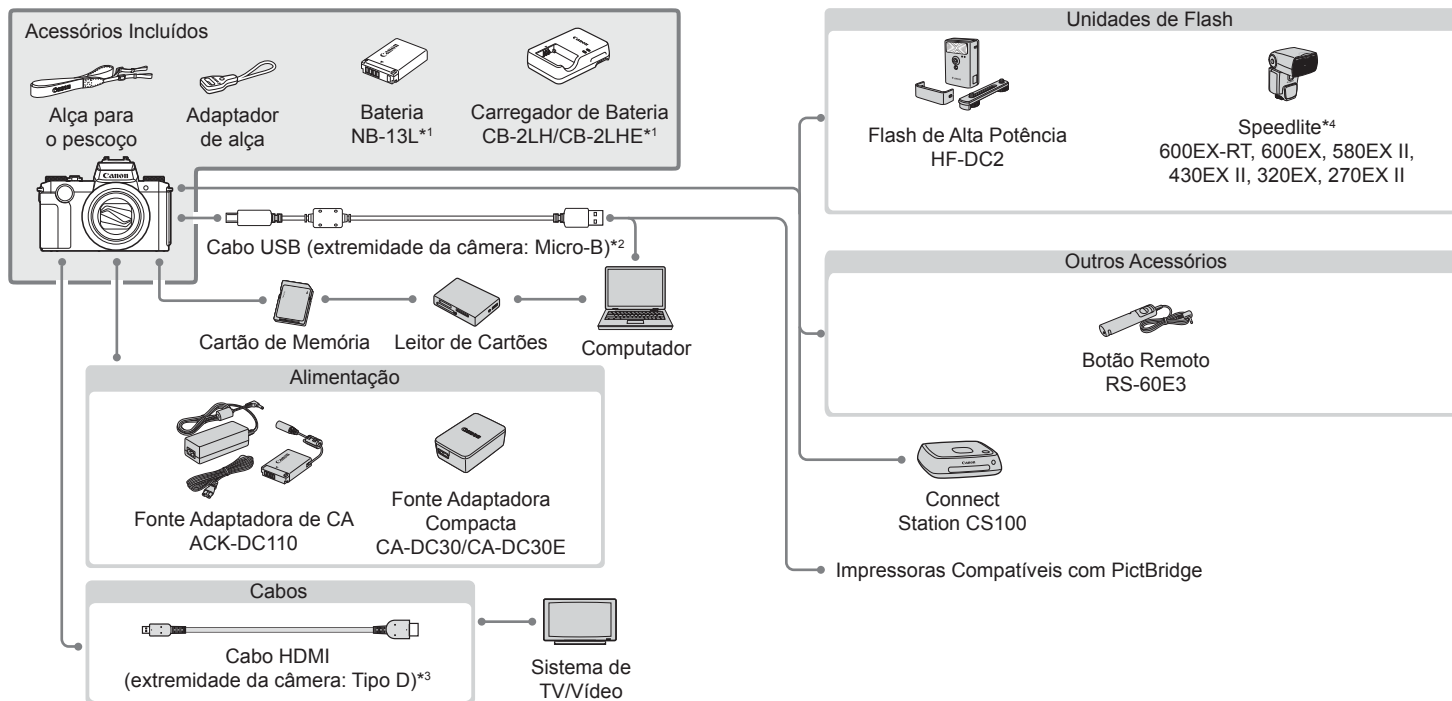 Acessórios Incluídos
Alça para
o pescoço
Adaptador
de alça
Bateria
NB-13L*1
Carregador de Bateria
CB-2LH/CB-2LHE*1
Canon
Cabo USB (extremidade da câmera: Micro-B)*2
Cartão de Memória
Leitor de Cartões
Computador
Alimentação
Fonte Adaptadora de CA
ACK-DC110
Fonte Adaptadora
Compacta
CA-DC30/CA-DC30E
Cabos
Cabo HDMI
(extremidade da câmera: Tipo D)*3
Sistema de
TV/Vídeo
Unidades de Flash
Flash de Alta Potência
HF-DC2
Speedlite*4
600EX-RT, 600EX, 580EX II,
430EX II, 320EX, 270EX II
Outros Acessórios
Botão Remoto
RS-60E3
Connect
Station CS100
Impressoras Compatíveis com PictBridge